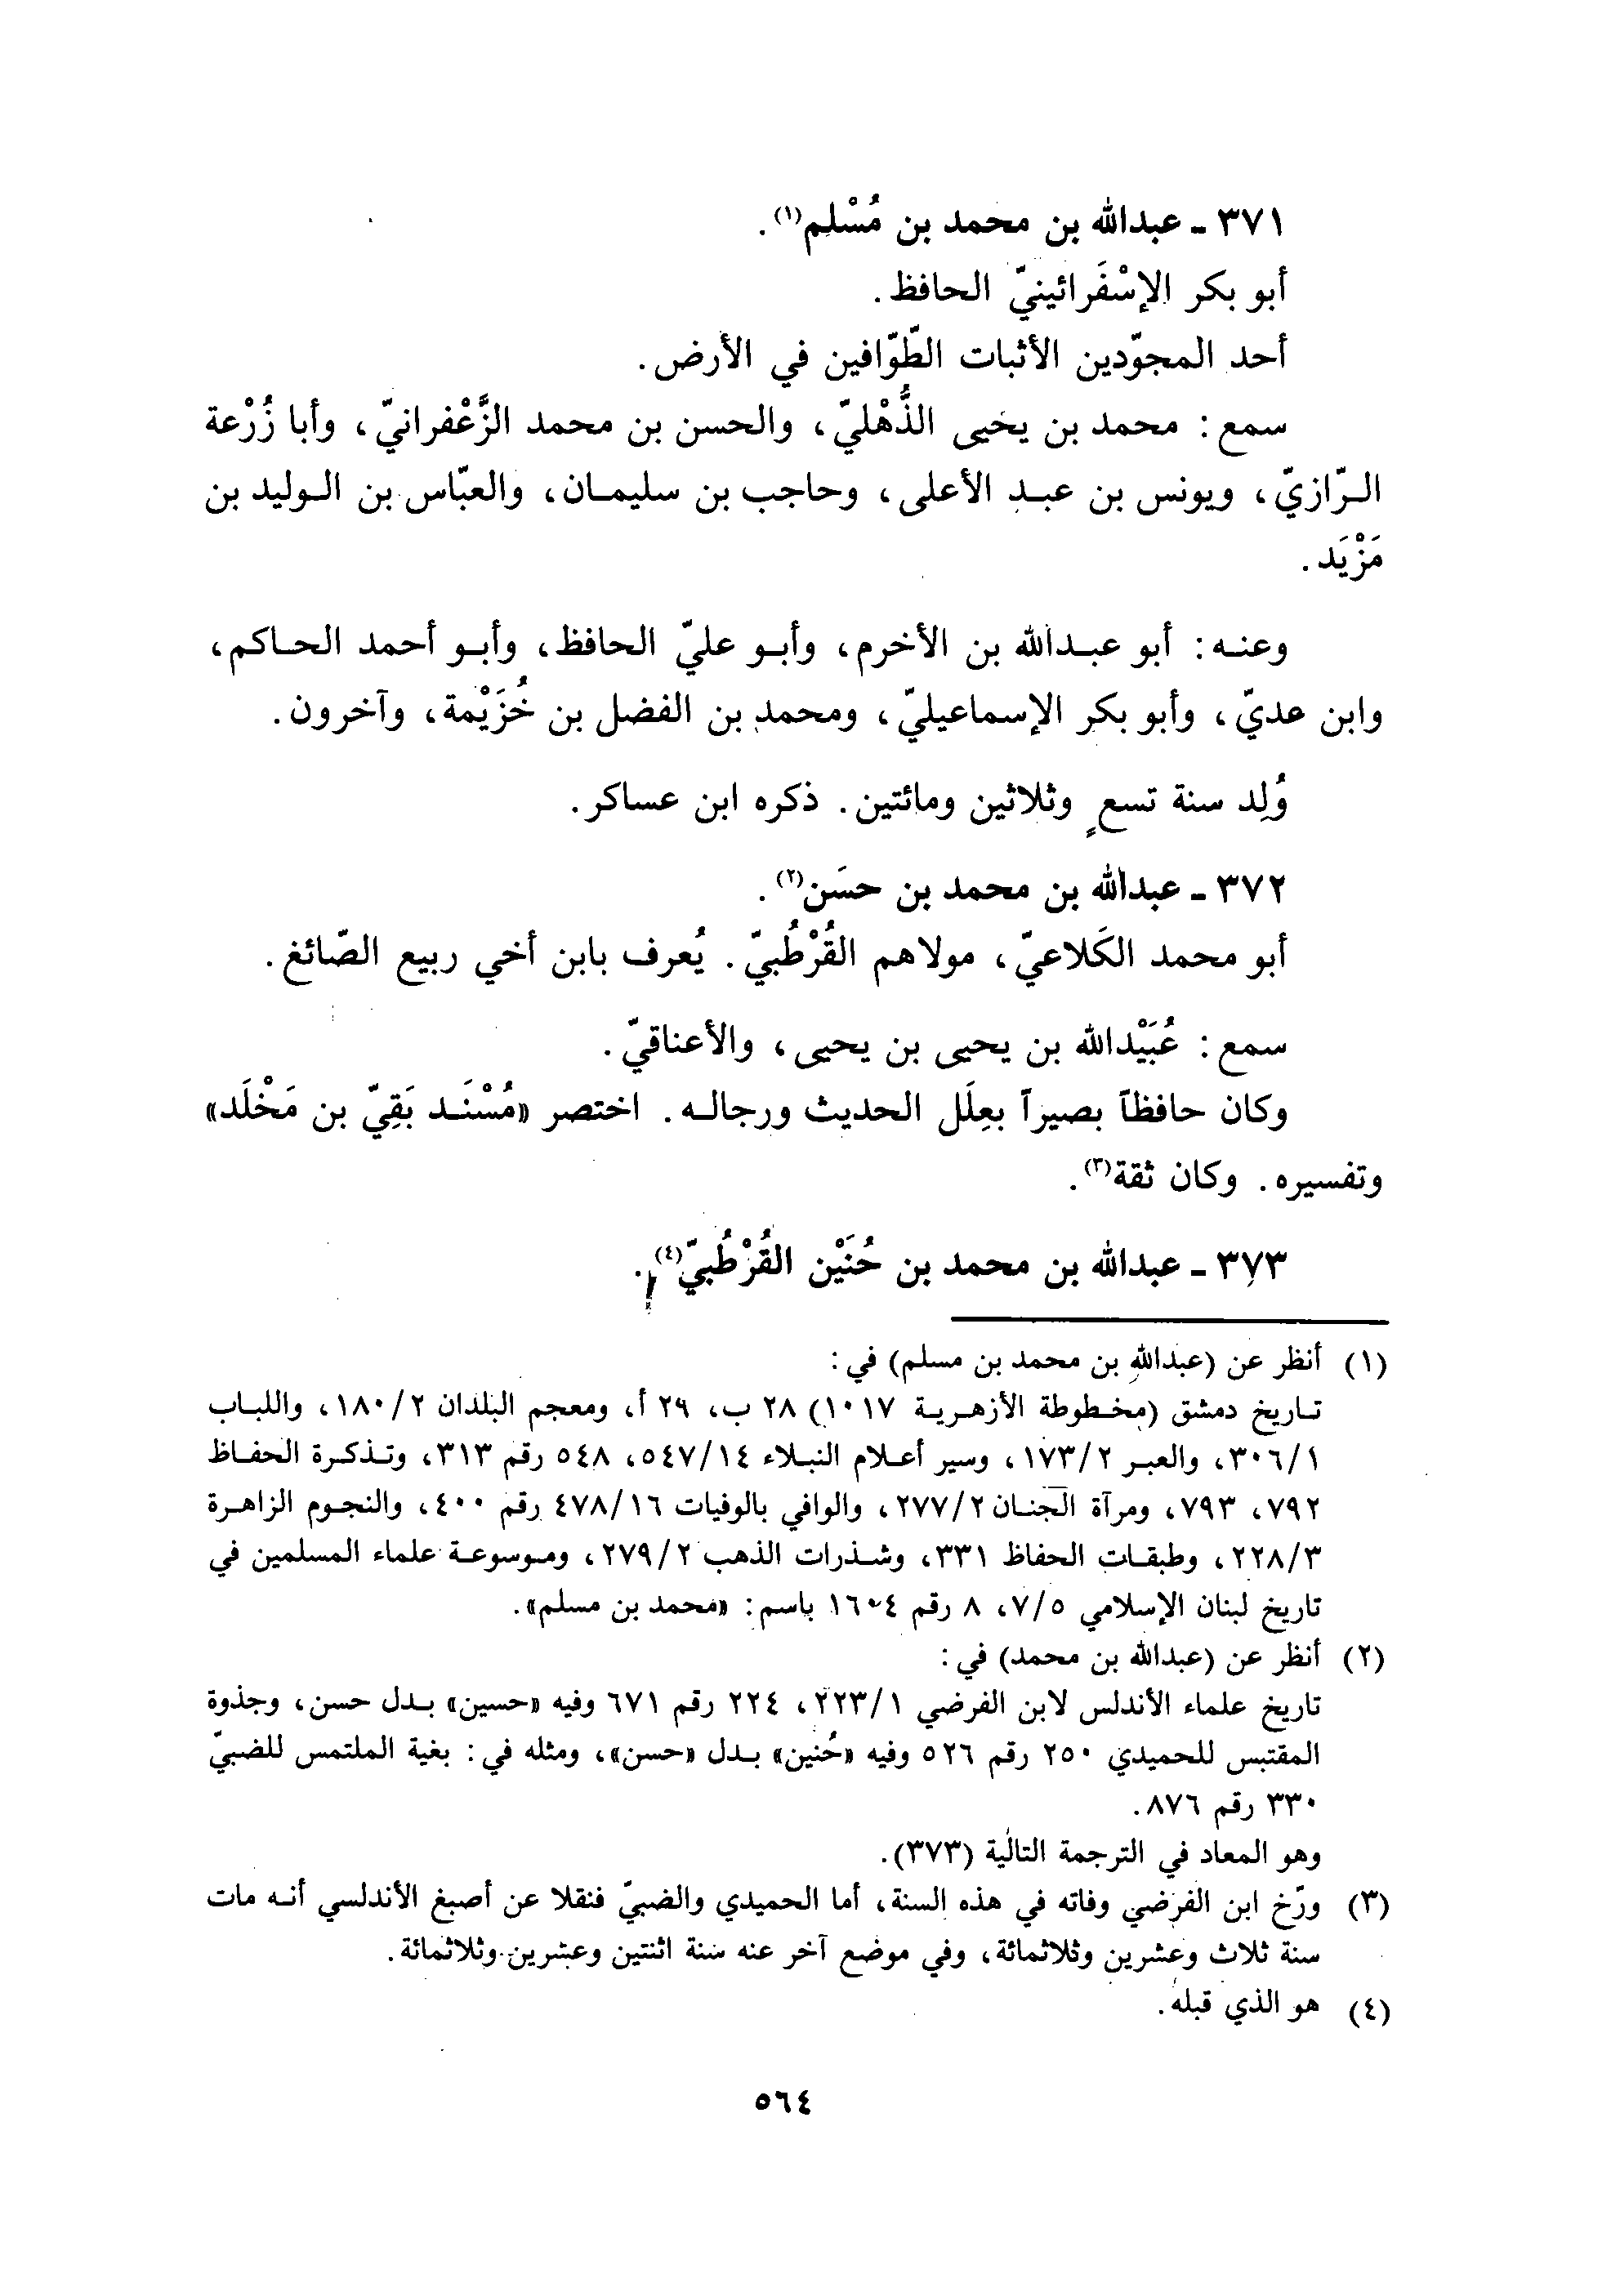 ٣٧١ ـ عبدالله بن محمد بن مُسْلم(١).
أبو بكر الإسْفَرائينيّ الحافظ.
أحد المجوّدين الأثبات الطّوّافين في الأرض.
سمع: محمد بن يحيى الذُّهْليّ، والحسن بن محمد الزَّعْفرانيّ، وأبا زُرْعة
الرّازيّ، ويونس بن عبد الأعلى، وحاجب بن سليمان، والعبّاس بن الوليد بن
مَزْيَد.
وعنه: أبو عبدالله بن الأخرم، وأبو عليّ الحافظ، وأبو أحمد الحاكم،
وابن عديّ، وأبو بكر الإسماعيليّ، ومحمد بن الفضل بن خُزَيْمة، وآخرون.
وُلِد سنة تسعٍ وثلاثين ومائتين. ذكره ابن عساكر.
٣٧٢ ـ عبدالله بن محمد بن حسَن(٢).
أبو محمد الكَلاعيّ، مولاهم القُرْطُبيّ. يُعرف بابن أخي ربيع الصّائغ.
سمع: عُبَيْدالله بن يحيى بن يحيى، والأعناقيّ.
وكان حافظاً بصيراً بعِلَل الحديث ورجاله. اختصر «مُسْنَد بَقِيّ بن مَخْلَد»
وتفسيره. وكان ثقة(٣).
٣٧٣ ـ عبدالله بن محمد بن حُنَيْن القُرْطُبيّ(٤).
(١) أنظر عن (عبدالله بن محمد بن مسلم) في:
تاريخ دمشق (مخطوطة الأزهرية ١٠١٧) ٢٨ ب، ٢٩ أ، ومعجم البلدان ١٨٠/٢، واللباب
٣٠٦/١، والعبر ١٧٣/٢، وسير أعلام النبلاء ٥٤٧/١٤، ٥٤٨ رقم ٣١٣، وتذكرة الحفاظ
٧٩٢، ٧٩٣، ومرآة الجنان ٢٧٧/٢، والوافي بالوفيات ٤٧٨/١٦ رقم ٤٠٠، والنجوم الزاهرة
٢٢٨/٣، وطبقات الحفاظ ٣٣١، وشذرات الذهب ٢٧٩/٢، وموسوعة علماء المسلمين في
تاريخ لبنان الإسلامي ٧/٥، ٨ رقم ١٦٠٤ باسم: «محمد بن مسلم».
(٢) أنظر عن (عبدالله بن محمد) في:
تاريخ علماء الأندلس لابن الفرضي ٢٢٣/١، ٢٢٤ رقم ٦٧١ وفيه «حسين» بدل حسن، وجذوة
المقتبس للحميدي ٢٥٠ رقم ٥٢٦ وفيه «حُنين» بدل «حسن»، ومثله في: بغية الملتمس للضبيّ
٣٣٠ رقم ٨٧٦.
وهو المعاد في الترجمة التالية (٣٧٣).
(٣) ورّخ ابن الفرضي وفاته في هذه السنة، أما الحميدي والضبيّ فنقلا عن أصبغ الأندلسي أنه مات
سنة ثلاث وعشرين وثلاثمائة، وفي موضع آخر عنه سنة اثنتين وعشرين وثلاثمائة.
(٤) هو الذي قبله.
٥٦٤